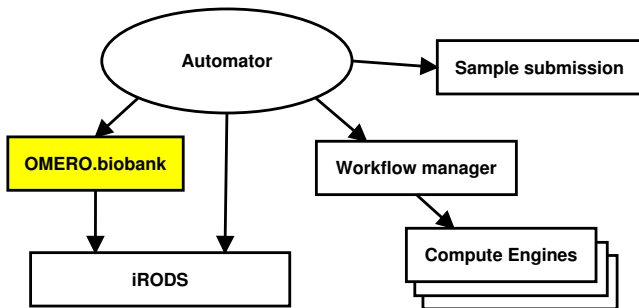 Automator
Sample submission
OMERO.biobank
Workflow manager
Compute Engines
iRODS